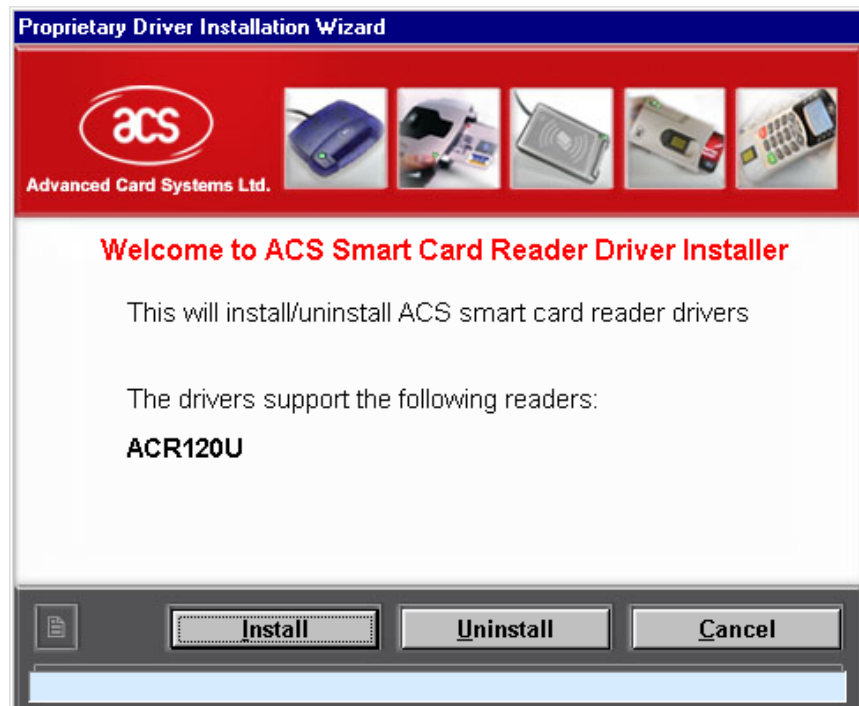 Proprietary Driver Installation Wizard
acs
Advanced Card Systems Ltd.
Welcome to ACS Smart Card Reader Driver Installer
This will install/uninstall ACS smart card reader drivers
The drivers support the following readers:
ACR120U
Install
Uninstall
Cancel